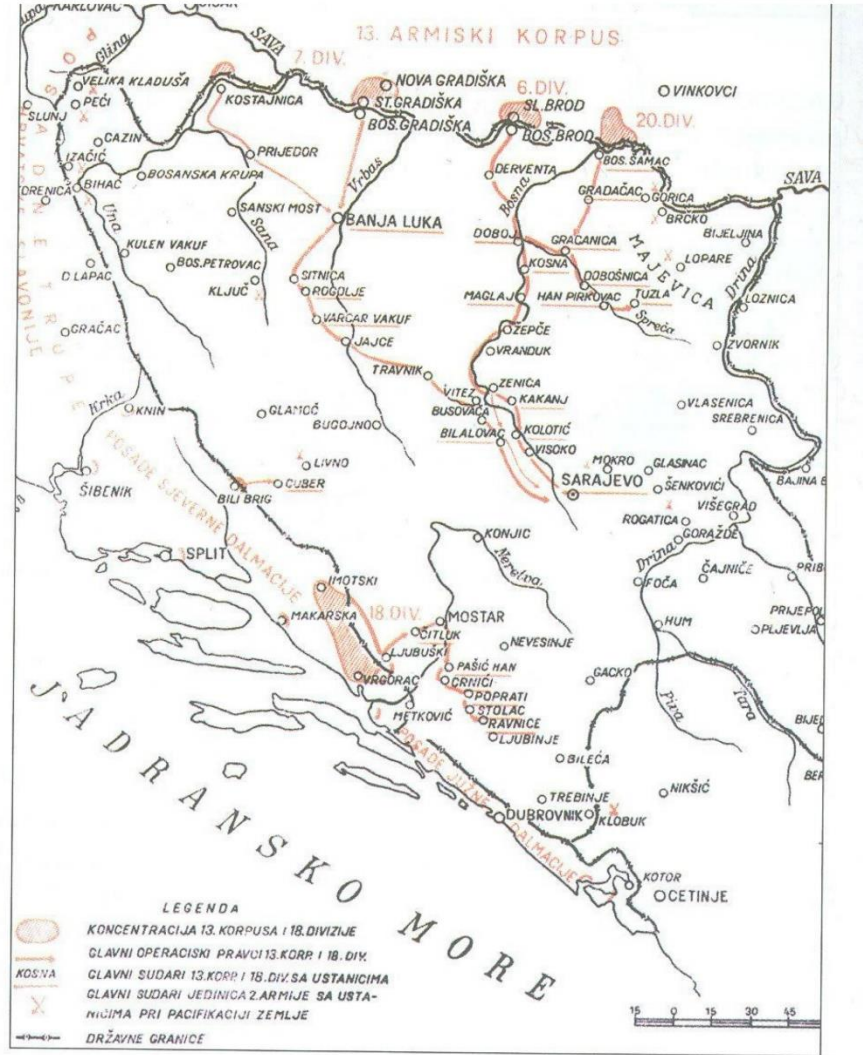 KARLOVAC
SAVA
13. ARMISKI KORPUS
7. DIV.
Glina
VELIKA KLADUŠA
PEĆI
SLUNJ
CAZIN
IZAČIĆ
BIHAĆ
BOSANSKA KRUPA
KOSTAJNICA
PRIJEDOR
NOVA GRADIŠKA
ST.GRADIŠKA
BOS.GRADIŠKA
6.DIV.
SL.BROD
BOS.BROD
VINKOVCI
20.DIV.
BOS.ŠAMAC
DERVENTA
GRADAČAC
GORICA
BRČKO
SAVA
Vrbas
Bosna
Una
Sana
SANSKI MOST
BANJA LUKA
DOBOJ
GRAČANICA
MAJEVICA
BIJELJINA
LOPARE
Drina
KULEN VAKUF
BOS.PETROVAC
D.LAPAC
KLJUČ
SITNICA
ROGOLJE
KOSNA
DOBOŠNICA
MAGLAJ
HAN PIRKOVAC
TUZLA
Spreča
LOZNICA
GRAČAC
VARCAR VAKUF
JAJCE
ŽEPČE
VRANDUK
ZVORNIK
TRAVNIK
Krka
KNIN
GLAMOČ
BUGOJNO
VITEZ
ZENICA
BUSOVAČA
KAKANJ
BILALOVAC
KOLOTIĆ
VISOKO
VLASENICA
SREBRENICA
ŠIBENIK
BILI BRIG
LIVNO
ČUBER
SARAJEVO
MOKRO
GLASINAC
ŠENKOVIĆI
BAJINA B
VIŠEGRAD
ROGATICA
GORAŽDE
POSADE SJEVERNE DALMACIJE
SPLIT
KONJIC
Neretva
Drina
FOČA
ČAJNIČE
PRIB
IMOTSKI
18.DIV.
MAKARSKA
MOSTAR
ČITLUK
LJUBUŠKI
NEVESINJE
HUM
PRIJEPOL
PLJEVLJA
VRGORAC
PAŠIĆ HAN
CRNIĆI
POPRATI
STOLAC
RAVNICE
LJUBINJE
METKOVIĆ
GACKO
Piva
Tara
BIJE
BER
POSADE JUŽNE DALMACIJE
BILEĆA
TREBINJE
NIKŠIĆ
DUBROVNIK
KLOBUK
KOTOR
CETINJE
JADRANSKO MORE
LEGENDA
KONCENTRACIJA 13. KORPUSA I 18. DIVIZIJE
GLAVNI OPERACISKI PRAVCI 13.KORP. I 18. DIV.
KOSNA GLAVNI SUDARI 13.KORP. I 18.DIV.SA USTANICIMA
GLAVNI SUDARI JEDINICA 2.ARMIJE SA USTA-
NICIMA PRI PACIFIKACIJI ZEMLJE
DRŽAVNE GRANICE
15 0 15 30 45